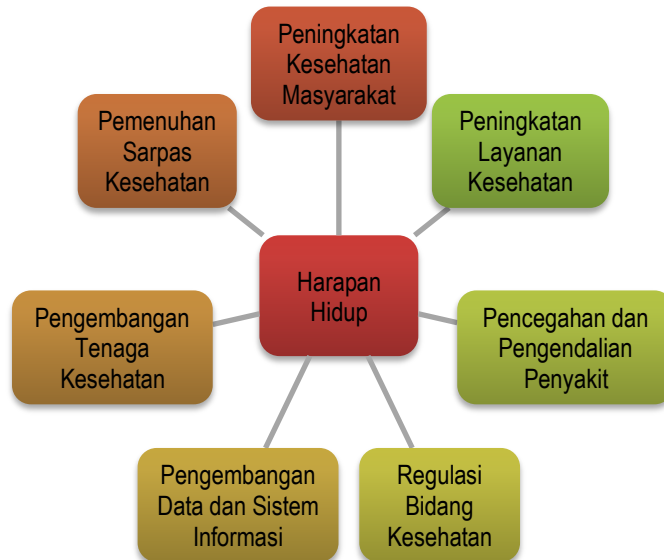 Peningkatan
Kesehatan
Masyarakat
Peningkatan
Layanan
Kesehatan
Pencegahan dan
Pengendalian
Penyakit
Regulasi
Bidang
Kesehatan
Pengembangan
Data dan Sistem
Informasi
Pengembangan
Tenaga
Kesehatan
Pemenuhan
Sarpas
Kesehatan
Harapan
Hidup